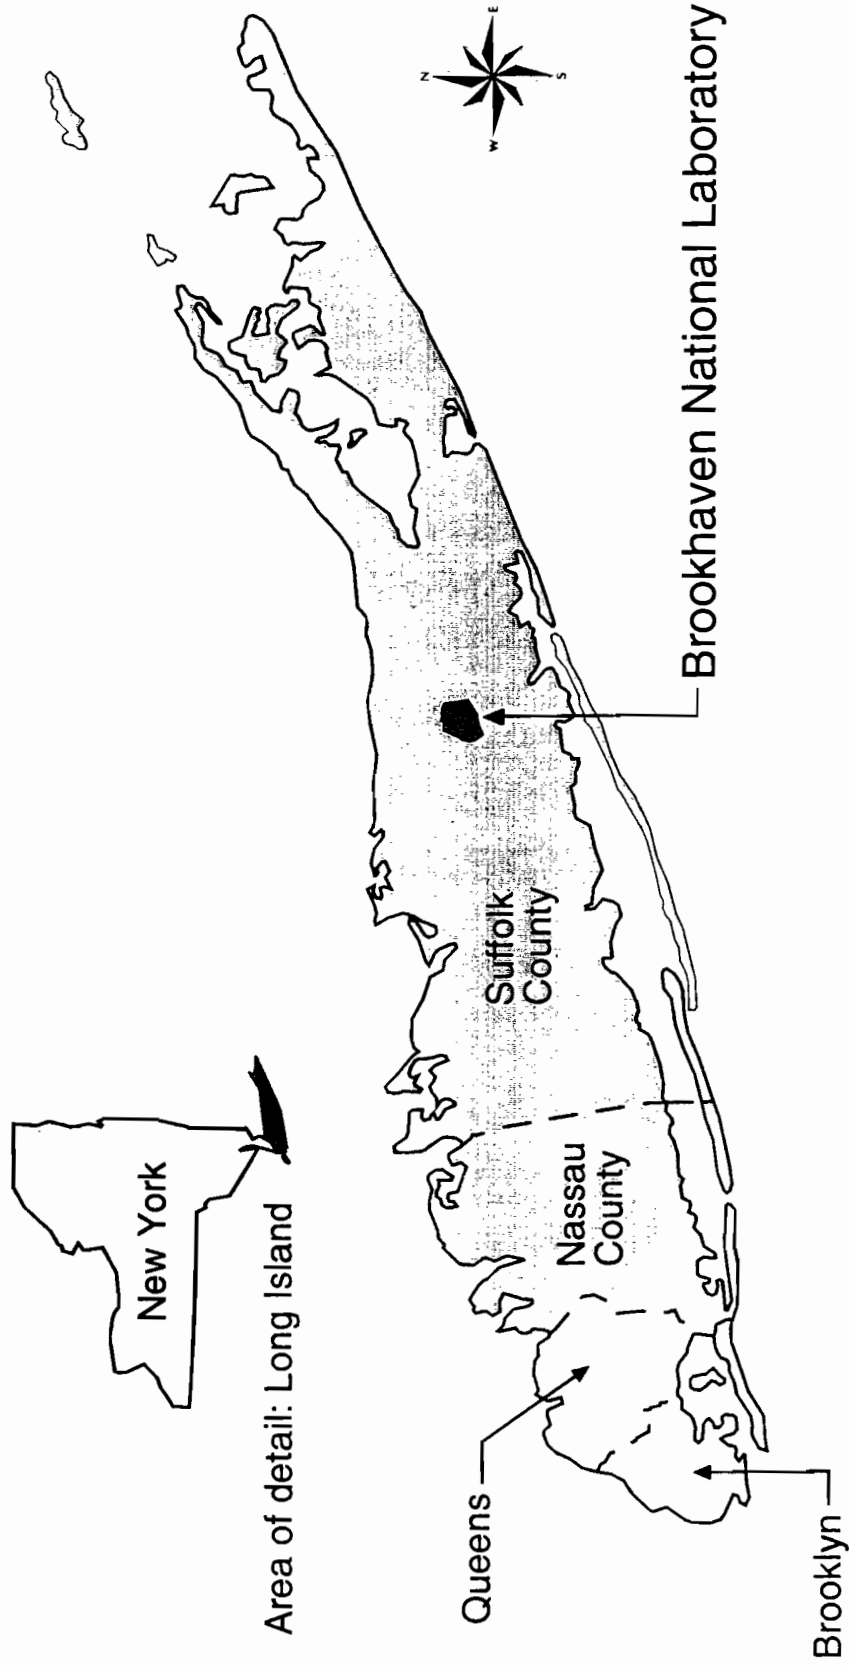 New York
Area of detail: Long Island
N
W
E
S
Queens
Nassau
County
Suffolk
County
Brooklyn
Brookhaven National Laboratory